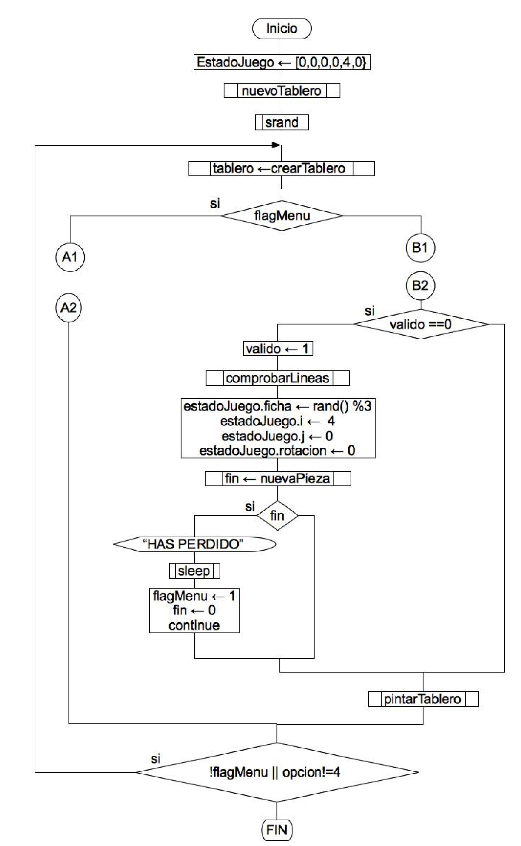 Inicio
EstadoJuego ← [0,0,0,0,4,0}
nuevoTablero
srand
tablero ←crearTablero
si
flagMenu
A1
B1
B2
A2
si
valido ==0
valido ← 1
comprobarLineas
estadoJuego.ficha ← rand() %3
estadoJuego.i ← 4
estadoJuego.j ← 0
estadoJuego.rotacion ← 0
fin ← nuevaPieza
si
fin
“HAS PERDIDO”
sleep
flagMenu ← 1
fin ← 0
continue
pintarTablero
si
!flagMenu || opcion!=4
FIN